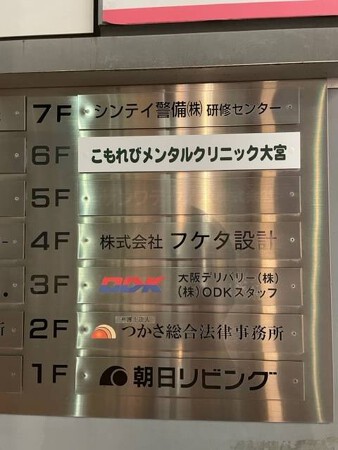 7F シンテイ警備(株) 研修センター
6F こもれびメンタルクリニック大宮
5F
4F 株式会社 フケタ設計
3F ODK 大阪デリバリー(株)
(株)ODKスタッフ
2F つかさ総合法律事務所
1F 朝日リビング